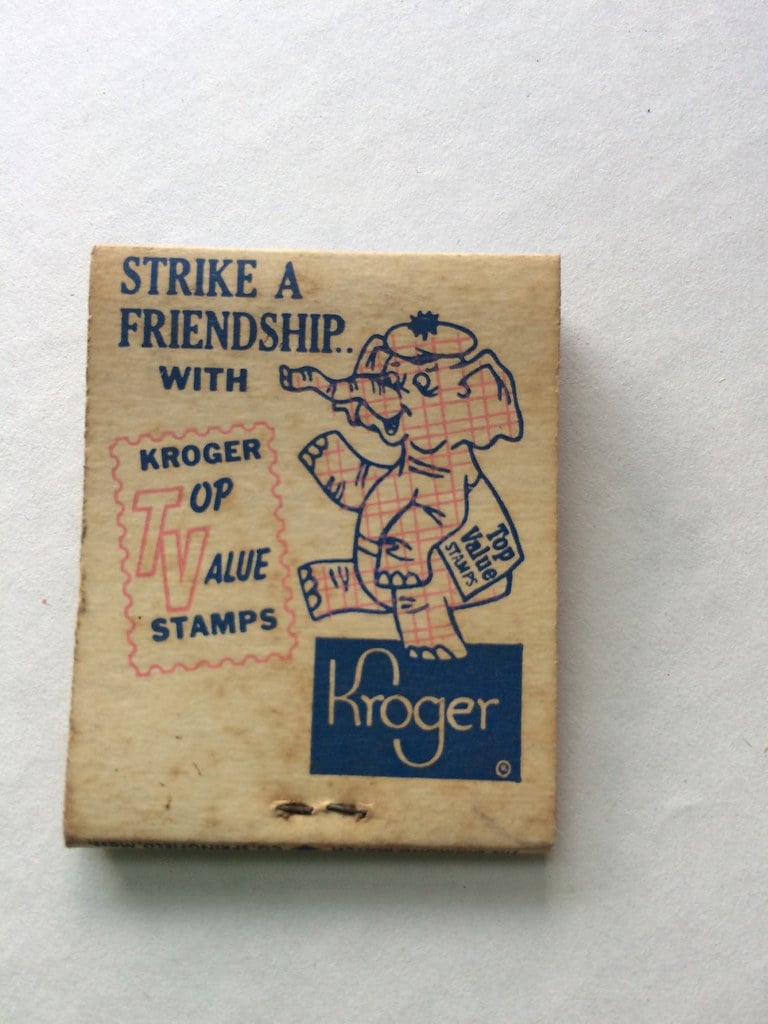 STRIKE A
FRIENDSHIP..
WITH
KROGER
TOP
VALUE
STAMPS
Top
Value
STAMPS
Kroger
®